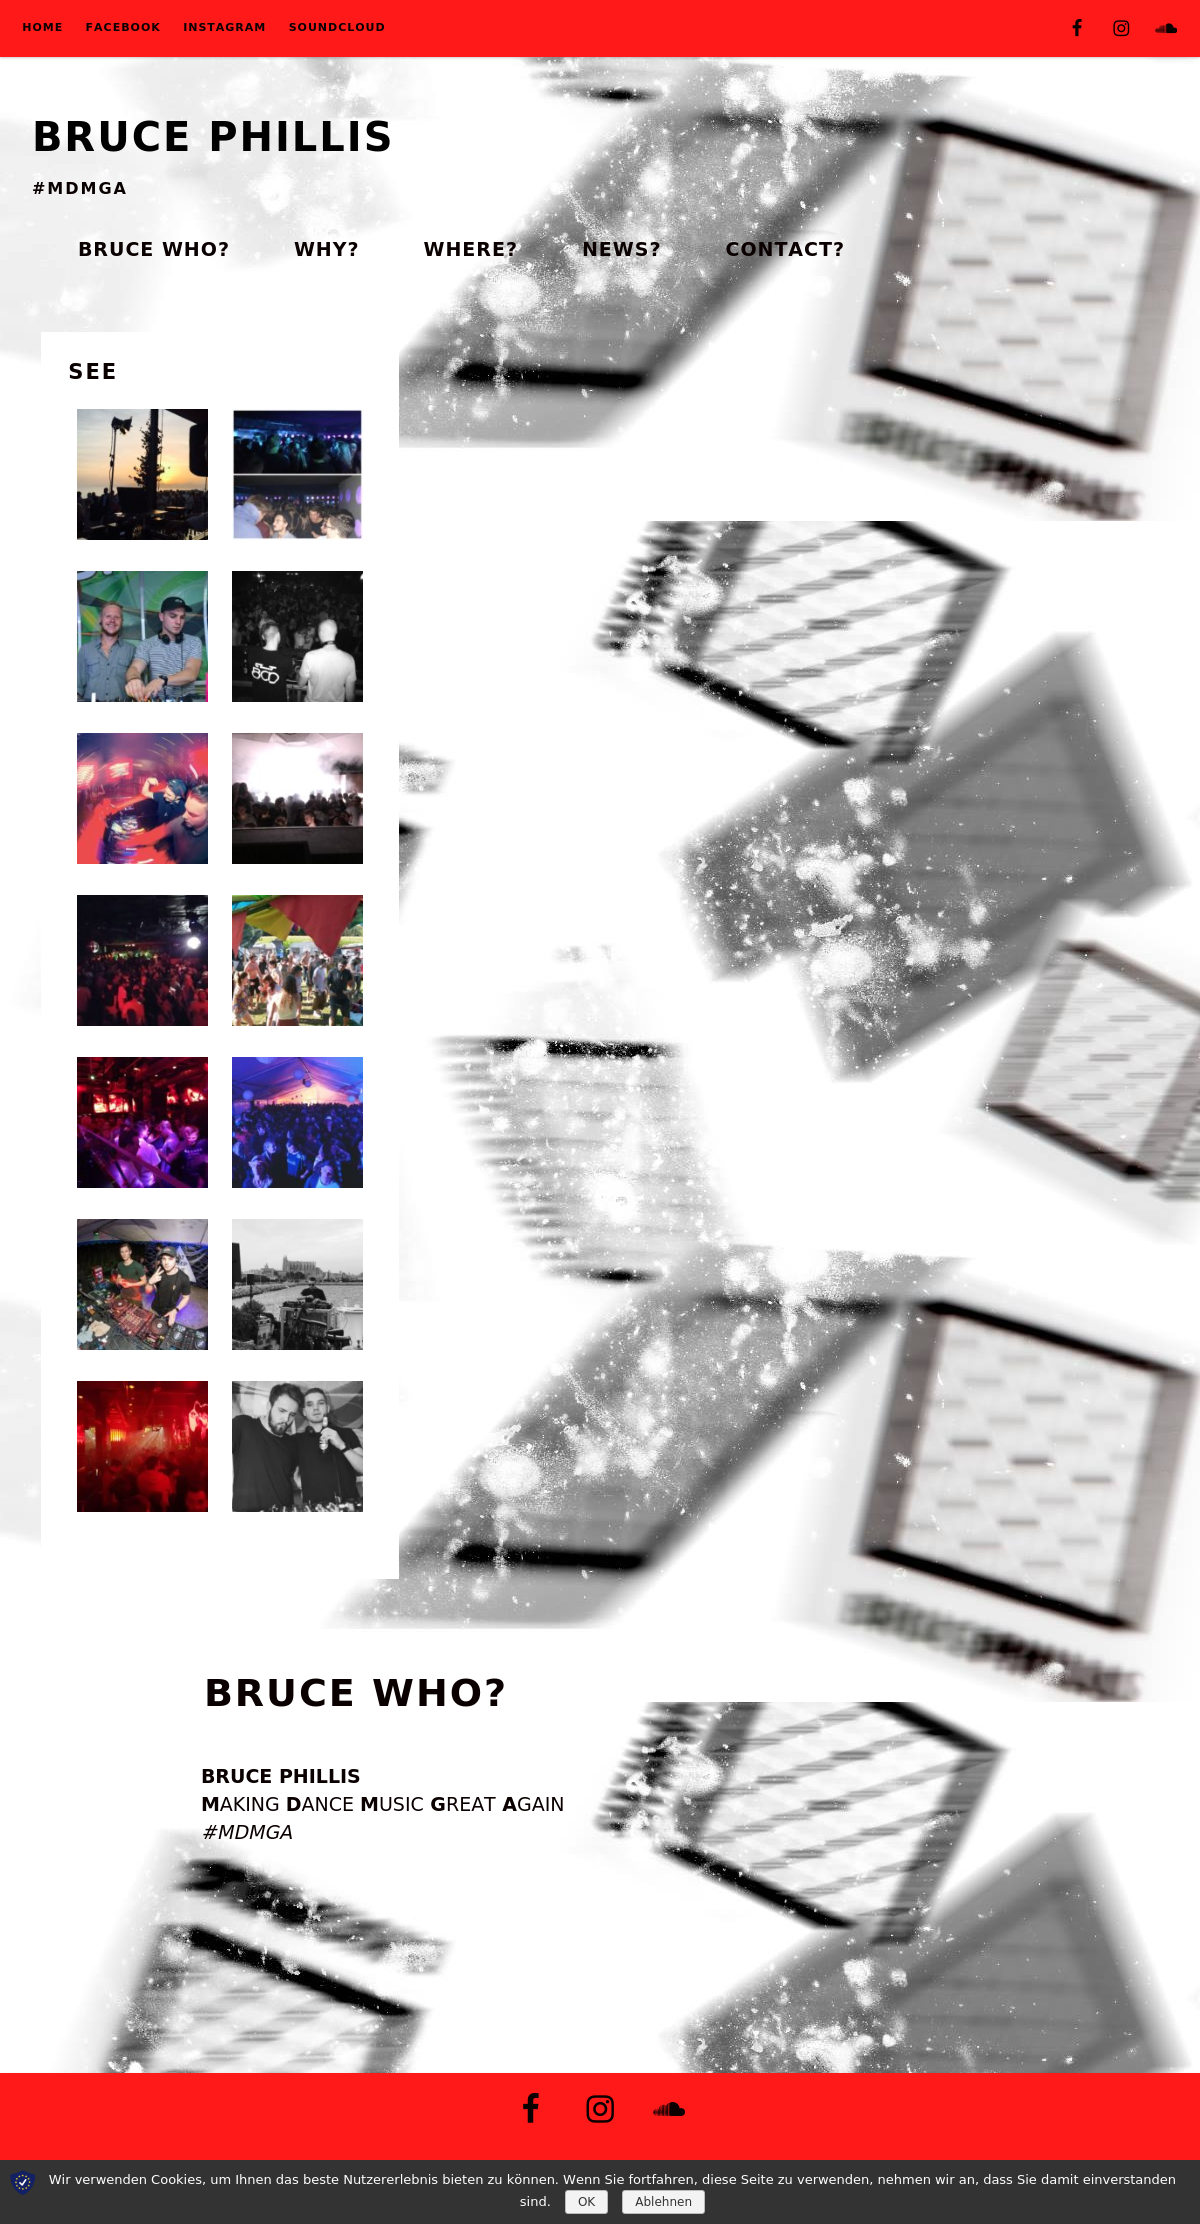 HOME FACEBOOK INSTAGRAM SOUNDCLOUD
BRUCE PHILLIS
#MDMGA
BRUCE WHO? WHY? WHERE? NEWS? CONTACT?
SEE
BRUCE WHO?
BRUCE PHILLIS
MAKING DANCE MUSIC GREAT AGAIN
#MDMGA
Wir verwenden Cookies, um Ihnen das beste Nutzererlebnis bieten zu können. Wenn Sie fortfahren, diese Seite zu verwenden, nehmen wir an, dass Sie damit einverstanden
sind. OK Ablehnen